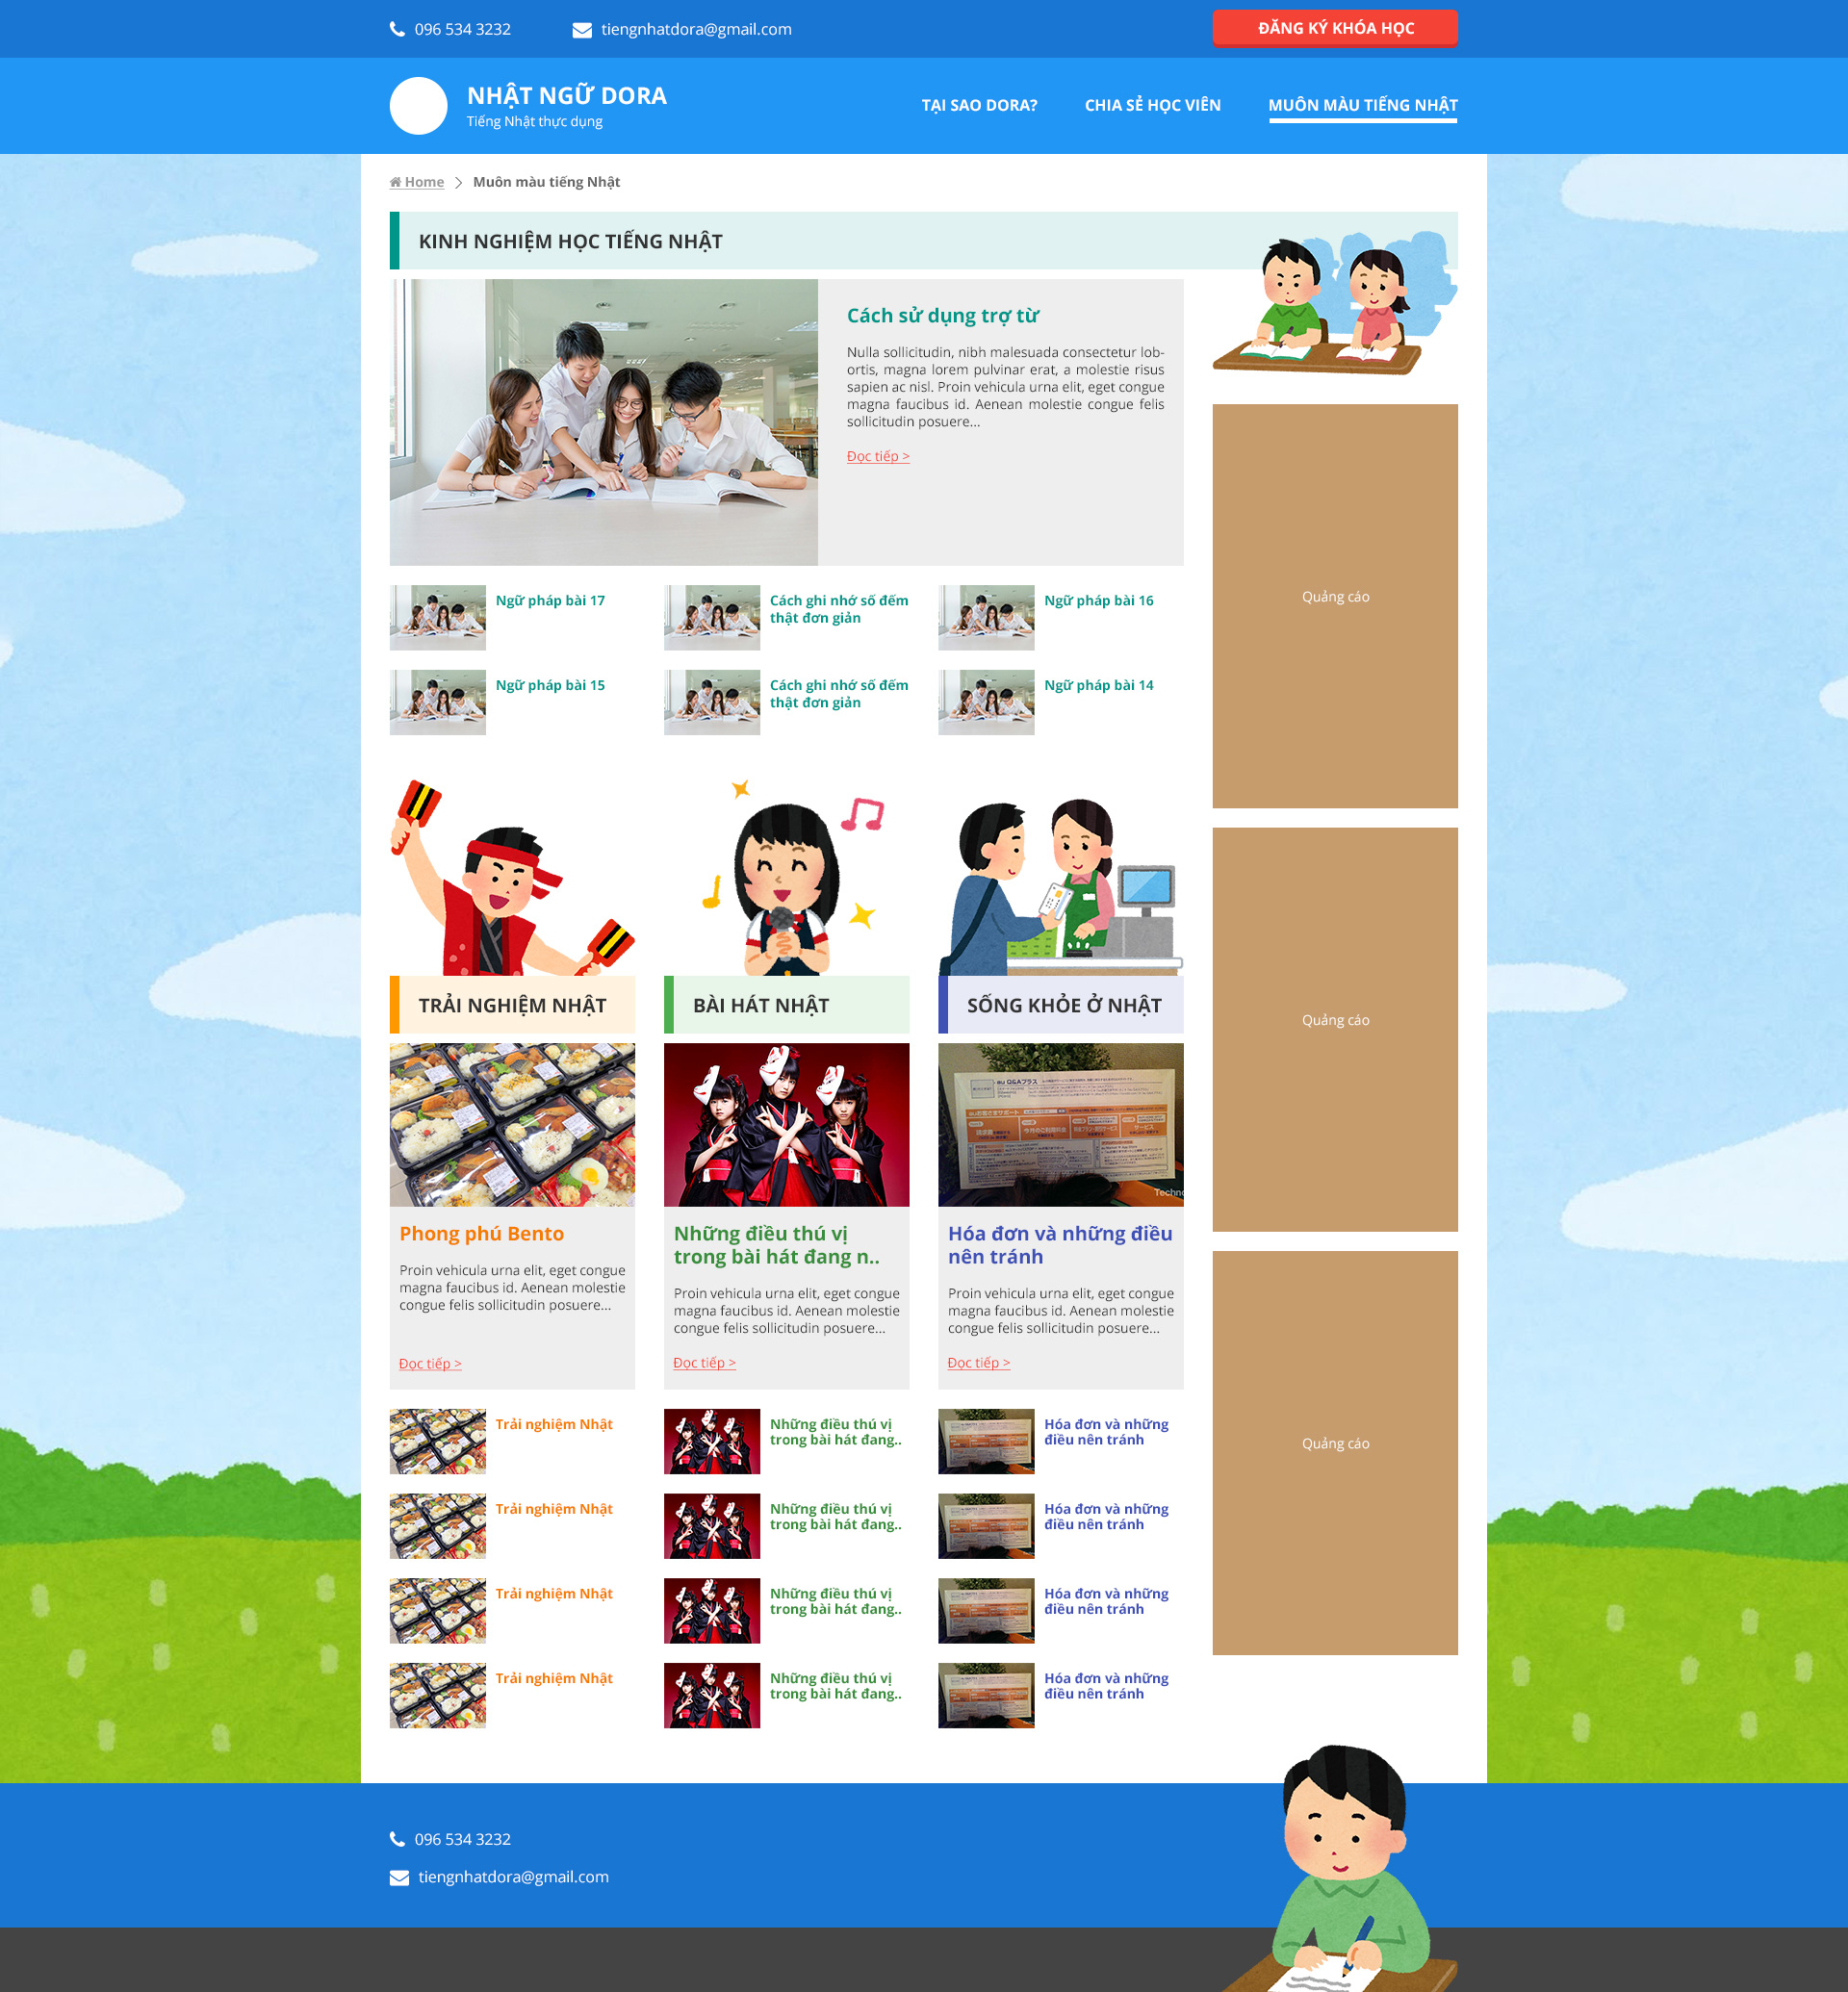 096 534 3232
tiengnhatdora@gmail.com
ĐĂNG KÝ KHÓA HỌC
NHẬT NGỮ DORA
Tiếng Nhật thực dụng
TẠI SAO DORA?
CHIA SẺ HỌC VIÊN
MUÔN MÀU TIẾNG NHẬT
Home
Muôn màu tiếng Nhật
KINH NGHIỆM HỌC TIẾNG NHẬT
Cách sử dụng trợ từ
Nulla sollicitudin, nibh malesuada consectetur lob-
ortis, magna lorem pulvinar erat, a molestie risus
sapien ac nisl. Proin vehicula urna elit, eget congue
magna faucibus id. Aenean molestie congue felis
sollicitudin posuere...
Đọc tiếp >
Ngữ pháp bài 17
Cách ghi nhớ số đếm
thật đơn giản
Ngữ pháp bài 16
Ngữ pháp bài 15
Cách ghi nhớ số đếm
thật đơn giản
Ngữ pháp bài 14
Quảng cáo
TRẢI NGHIỆM NHẬT
Phong phú Bento
Proin vehicula urna elit, eget congue
magna faucibus id. Aenean molestie
congue felis sollicitudin posuere...
Đọc tiếp >
Trải nghiệm Nhật
Trải nghiệm Nhật
Trải nghiệm Nhật
Trải nghiệm Nhật
BÀI HÁT NHẬT
Những điều thú vị
trong bài hát đang n..
Proin vehicula urna elit, eget congue
magna faucibus id. Aenean molestie
congue felis sollicitudin posuere...
Đọc tiếp >
Những điều thú vị
trong bài hát đang..
Những điều thú vị
trong bài hát đang..
Những điều thú vị
trong bài hát đang..
Những điều thú vị
trong bài hát đang..
SỐNG KHỎE Ở NHẬT
au Q&Aプラス
Techno
Hóa đơn và những điều
nên tránh
Proin vehicula urna elit, eget congue
magna faucibus id. Aenean molestie
congue felis sollicitudin posuere...
Đọc tiếp >
Hóa đơn và những
điều nên tránh
Hóa đơn và những
điều nên tránh
Hóa đơn và những
điều nên tránh
Hóa đơn và những
điều nên tránh
Quảng cáo
Quảng cáo
096 534 3232
tiengnhatdora@gmail.com